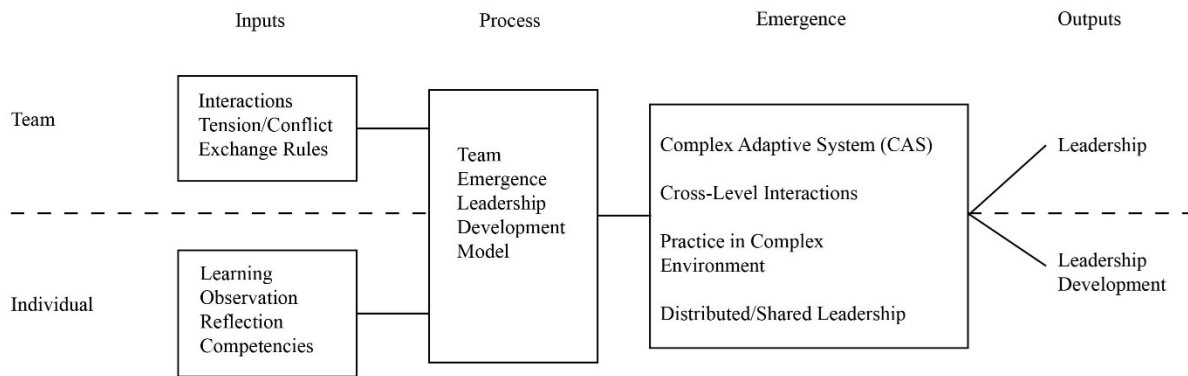 Inputs
Process
Emergence
Outputs
Team
Interactions
Tension/Conflict
Exchange Rules
Individual
Learning
Observation
Reflection
Competencies
Team
Emergence
Leadership
Development
Model
Complex Adaptive System (CAS)
Cross-Level Interactions
Practice in Complex
Environment
Distributed/Shared Leadership
Leadership
Leadership
Development